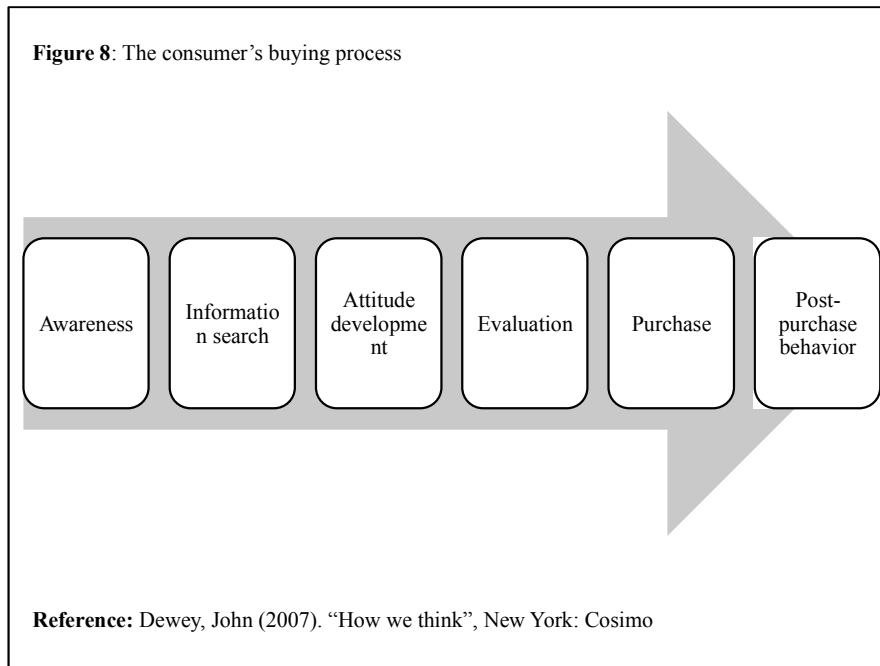 Figure 8: The consumer’s buying process
Awareness
Informatio
n search
Attitude
developme
nt
Evaluation
Purchase
Post-
purchase
behavior
Reference: Dewey, John (2007). “How we think”, New York: Cosimo